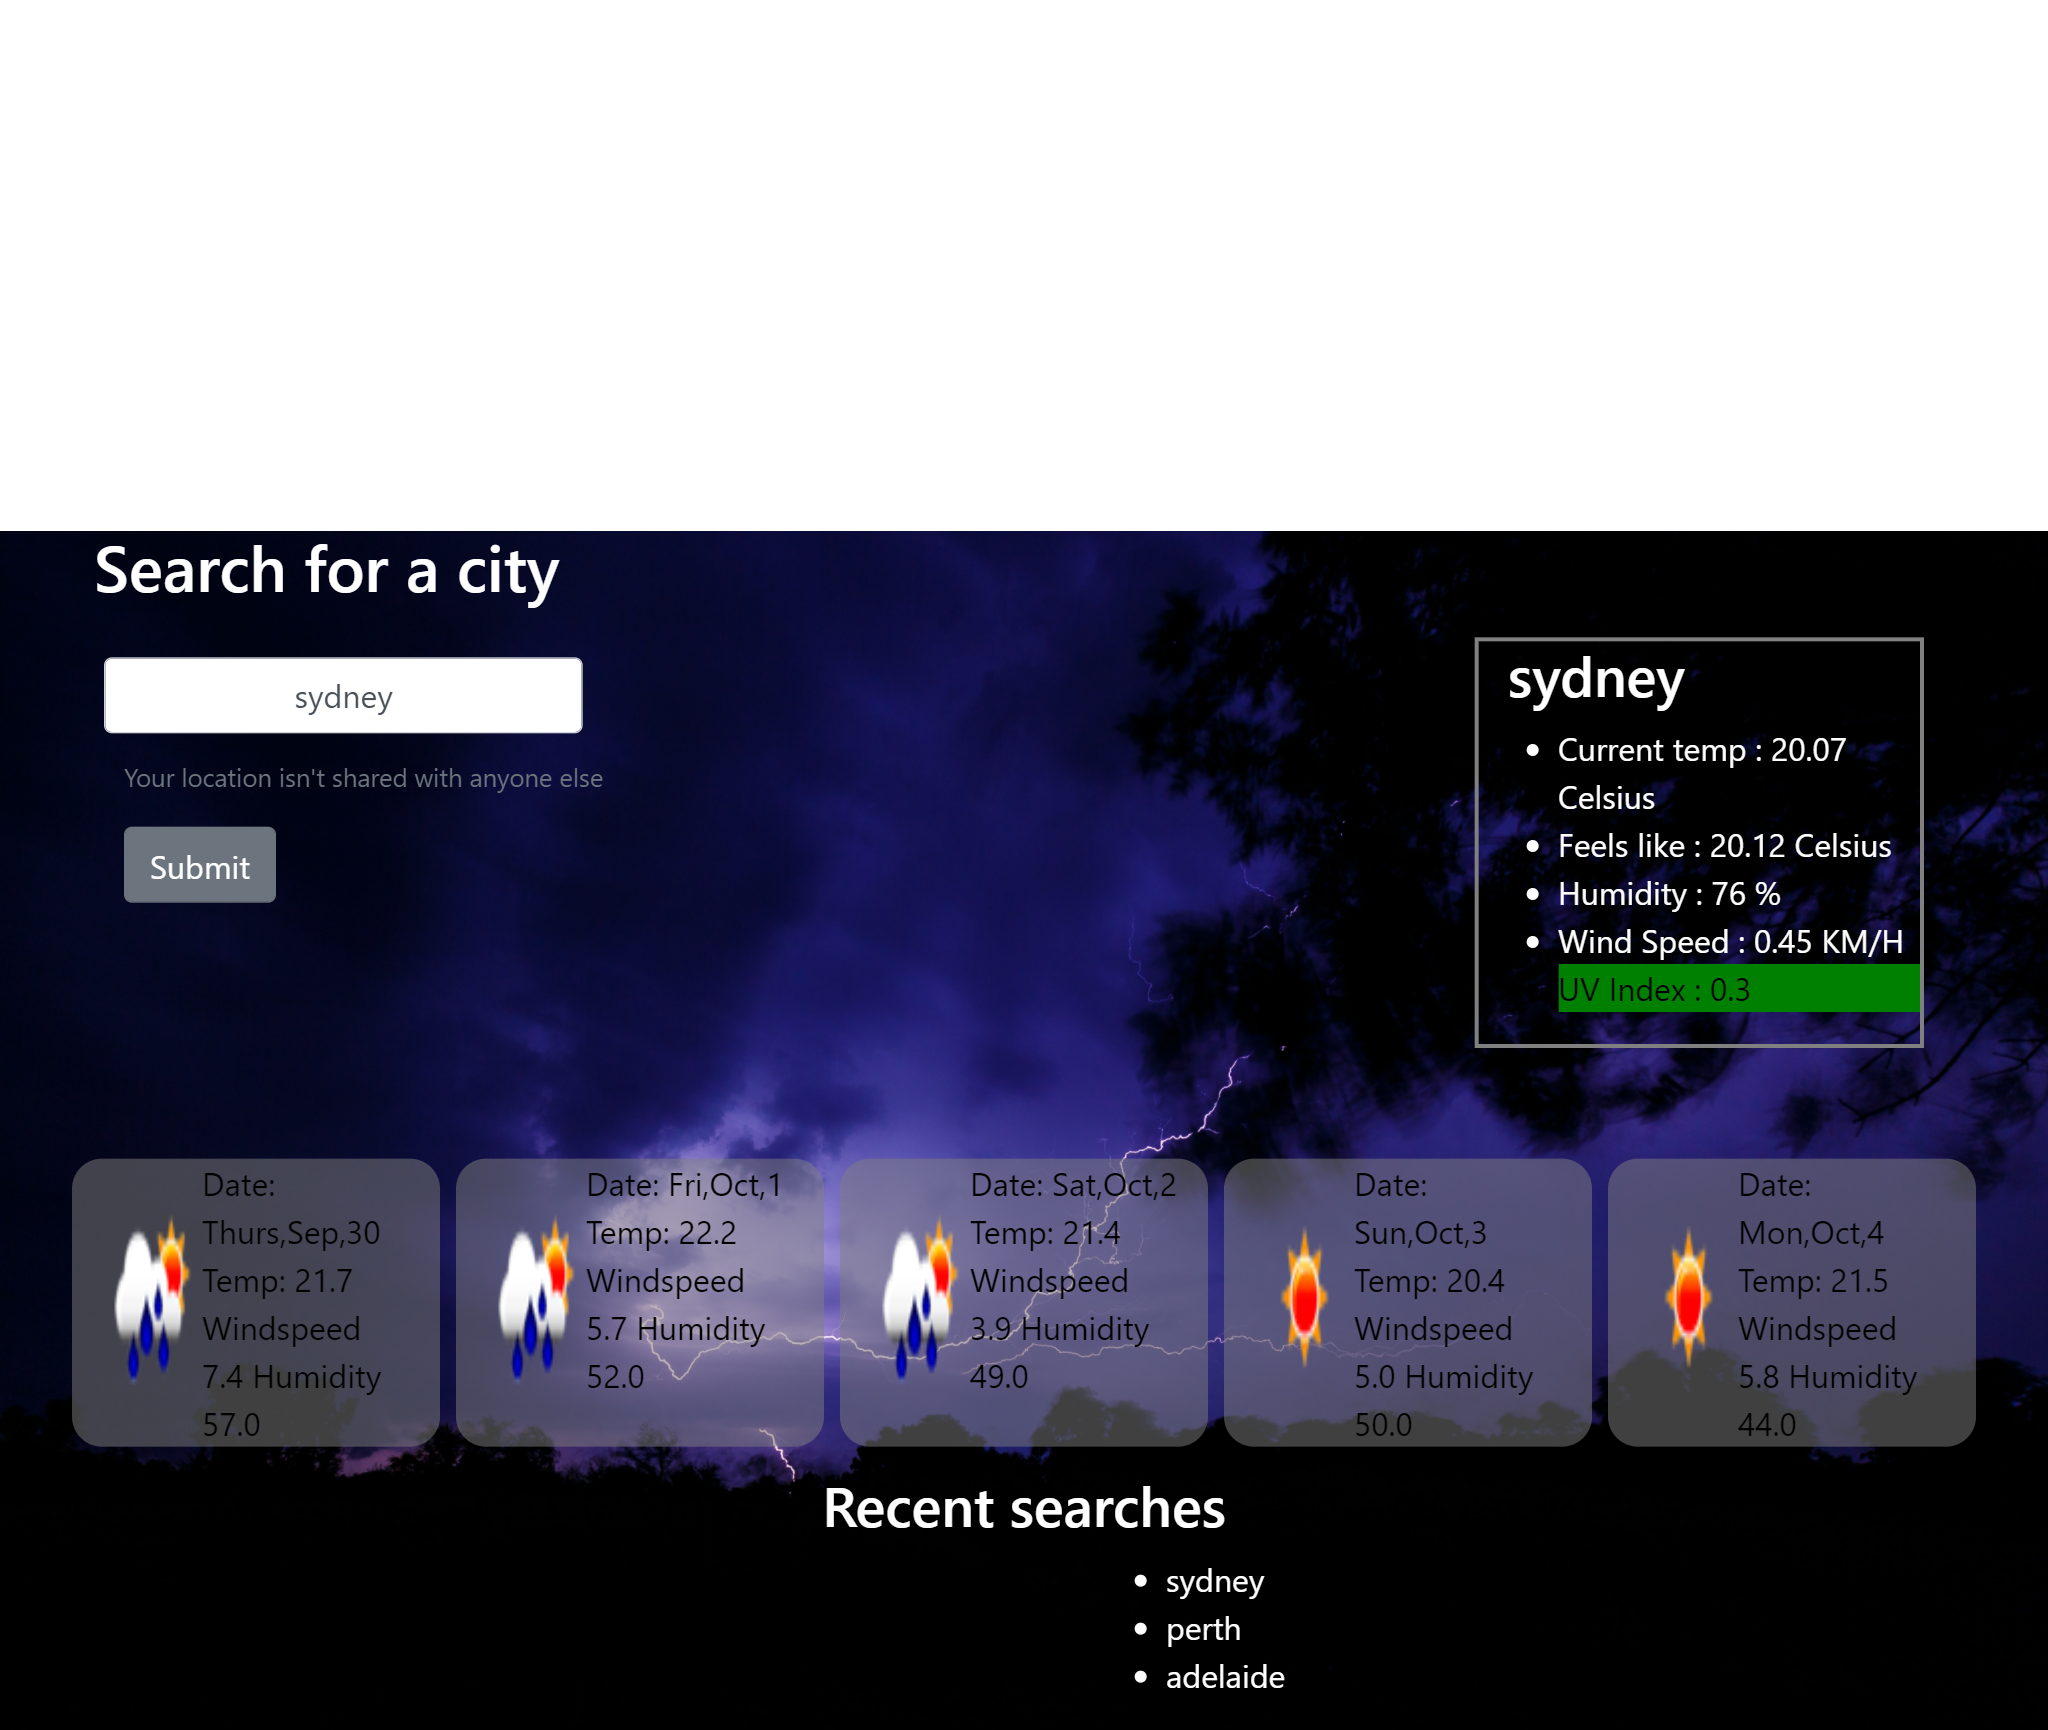 Search for a city
sydney
Your location isn't shared with anyone else
Submit
sydney
Current temp : 20.07
Celsius
Feels like : 20.12 Celsius
Humidity : 76 %
Wind Speed : 0.45 KM/H
UV Index : 0.3
Date:
Thurs,Sep,30
Temp: 21.7
Windspeed
7.4 Humidity
57.0
Date: Fri,Oct,1
Temp: 22.2
Windspeed
5.7 Humidity
52.0
Date: Sat,Oct,2
Temp: 21.4
Windspeed
3.9 Humidity
49.0
Date:
Sun,Oct,3
Temp: 20.4
Windspeed
5.0 Humidity
50.0
Date:
Mon,Oct,4
Temp: 21.5
Windspeed
5.8 Humidity
44.0
Recent searches
sydney
perth
adelaide